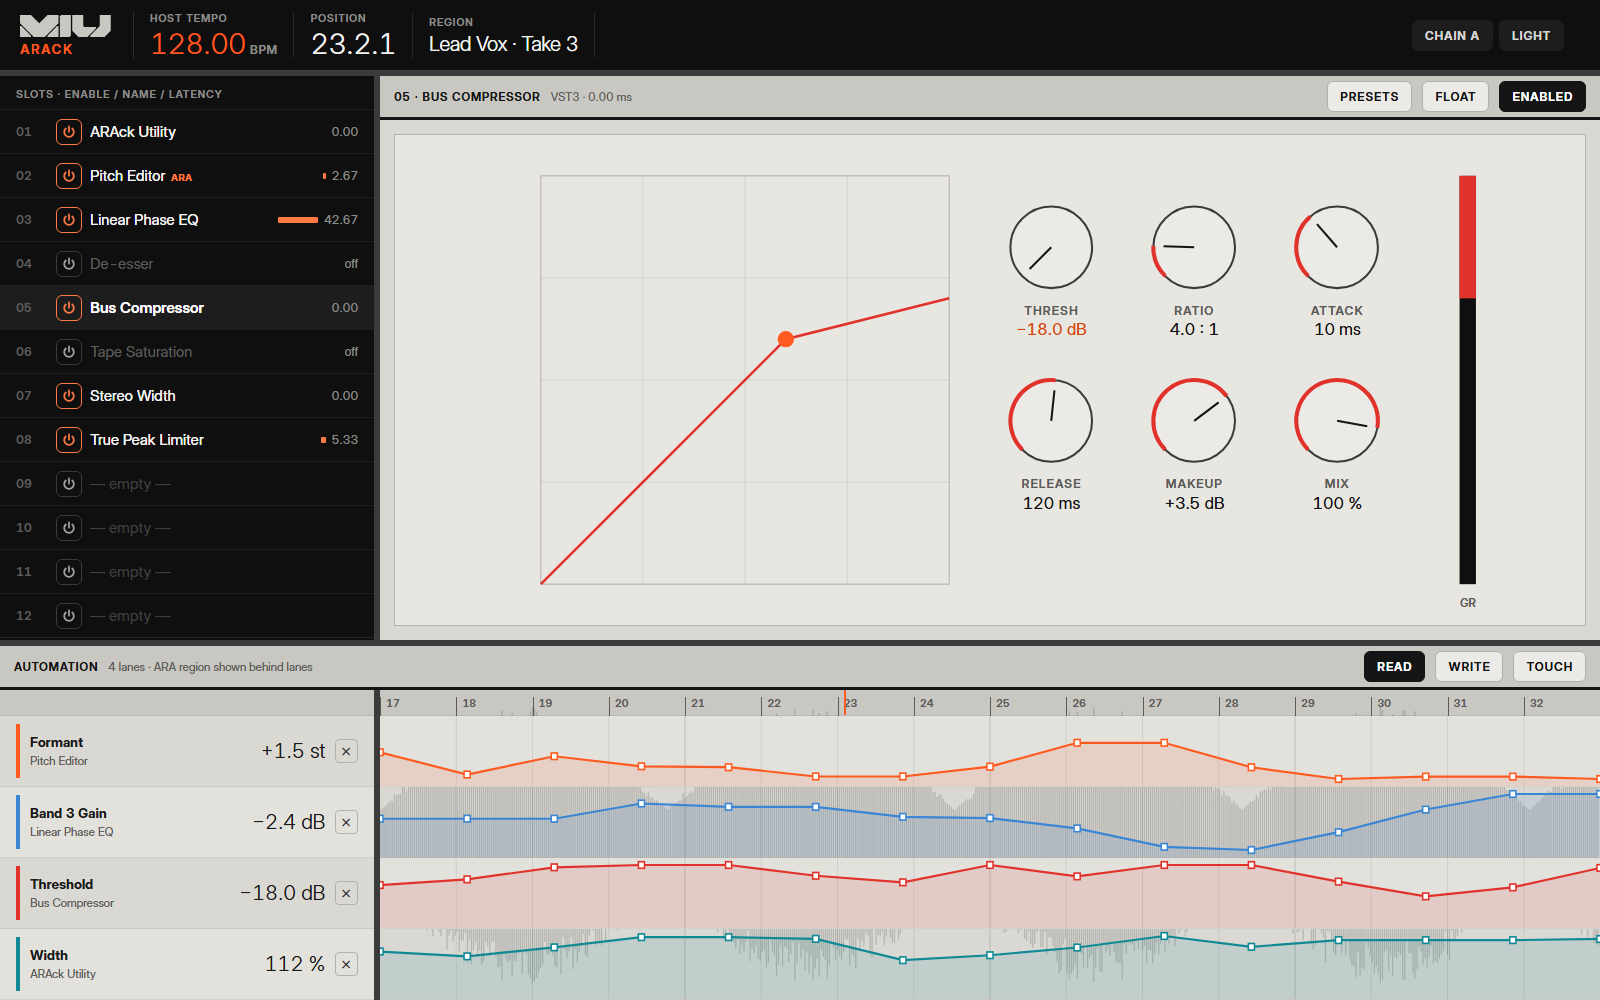 MIU
ARACK
HOST TEMPO
128.00 BPM
POSITION
23.2.1
REGION
Lead Vox · Take 3
CHAIN A
LIGHT
SLOTS · ENABLE / NAME / LATENCY
01 ARAck Utility 0.00
02 Pitch Editor ARA 2.67
03 Linear Phase EQ 42.67
04 De-esser off
05 Bus Compressor 0.00
06 Tape Saturation off
07 Stereo Width 0.00
08 True Peak Limiter 5.33
09 — empty —
10 — empty —
11 — empty —
12 — empty —
05 · BUS COMPRESSOR VST3 · 0.00 ms
PRESETS
FLOAT
ENABLED
THRESH
−18.0 dB
RATIO
4.0 : 1
ATTACK
10 ms
RELEASE
120 ms
MAKEUP
+3.5 dB
MIX
100 %
GR
AUTOMATION 4 lanes · ARA region shown behind lanes
READ
WRITE
TOUCH
17 18 19 20 21 22 23 24 25 26 27 28 29 30 31 32
Formant
Pitch Editor
+1.5 st ×
Band 3 Gain
Linear Phase EQ
−2.4 dB ×
Threshold
Bus Compressor
−18.0 dB ×
Width
ARAck Utility
112 % ×